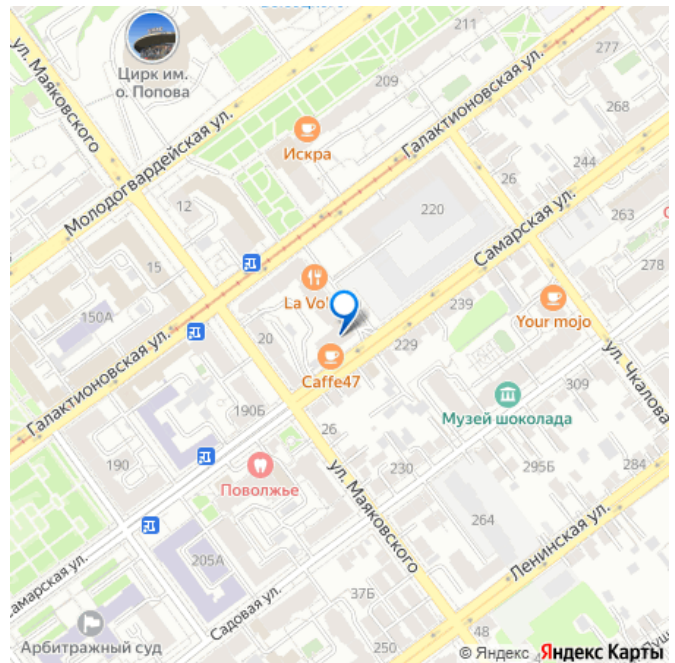 211
277
ул. Маяковского
Цирк им.
о. Попова
209
Галактионовская ул.
268
Искра
Молодогвардейская ул.
26
244
12
220
Самарская ул.
263
15
278
La Vo
239
150А
Your mojo
20
229
Caffe47
ул. Чкалова
Галактионовская ул.
309
190Б
Музей шоколада
26
190
230
295Б
284
Поволжье
ул. Маяковского
264
Ленинская ул.
205А
Самарская ул.
37Б
Садовая ул.
48
Арбитражный суд
250
© Яндекс Яндекс Карты